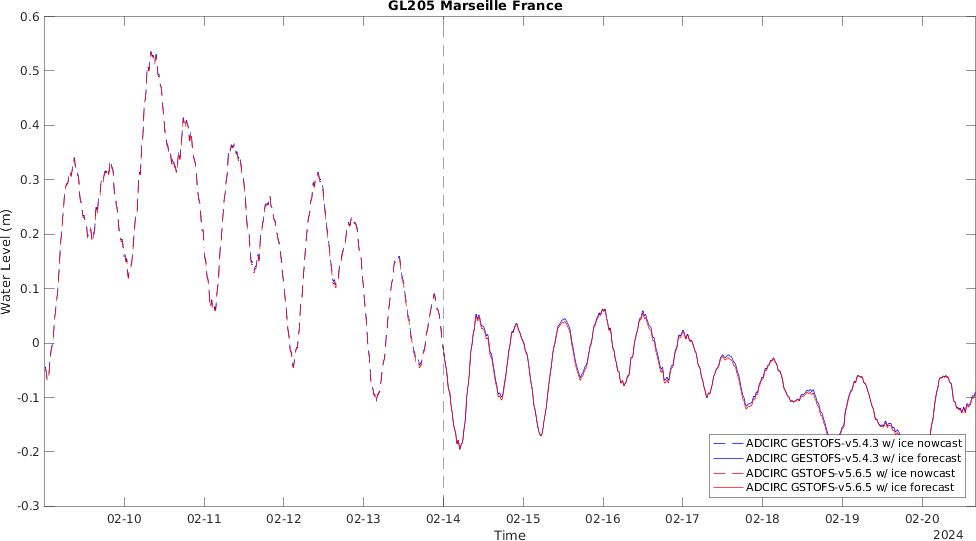 GL205 Marseille France
0.6
0.5
0.4
0.3
0.2
0.1
0
-0.1
-0.2
-0.3
Water Level (m)
02-10 02-11 02-12 02-13 02-14 02-15 02-16 02-17 02-18 02-19 02-20
Time
2024
ADCIRC GESTOFS-v5.4.3 w/ ice nowcast
ADCIRC GESTOFS-v5.4.3 w/ ice forecast
ADCIRC GSTOFS-v5.6.5 w/ ice nowcast
ADCIRC GSTOFS-v5.6.5 w/ ice forecast